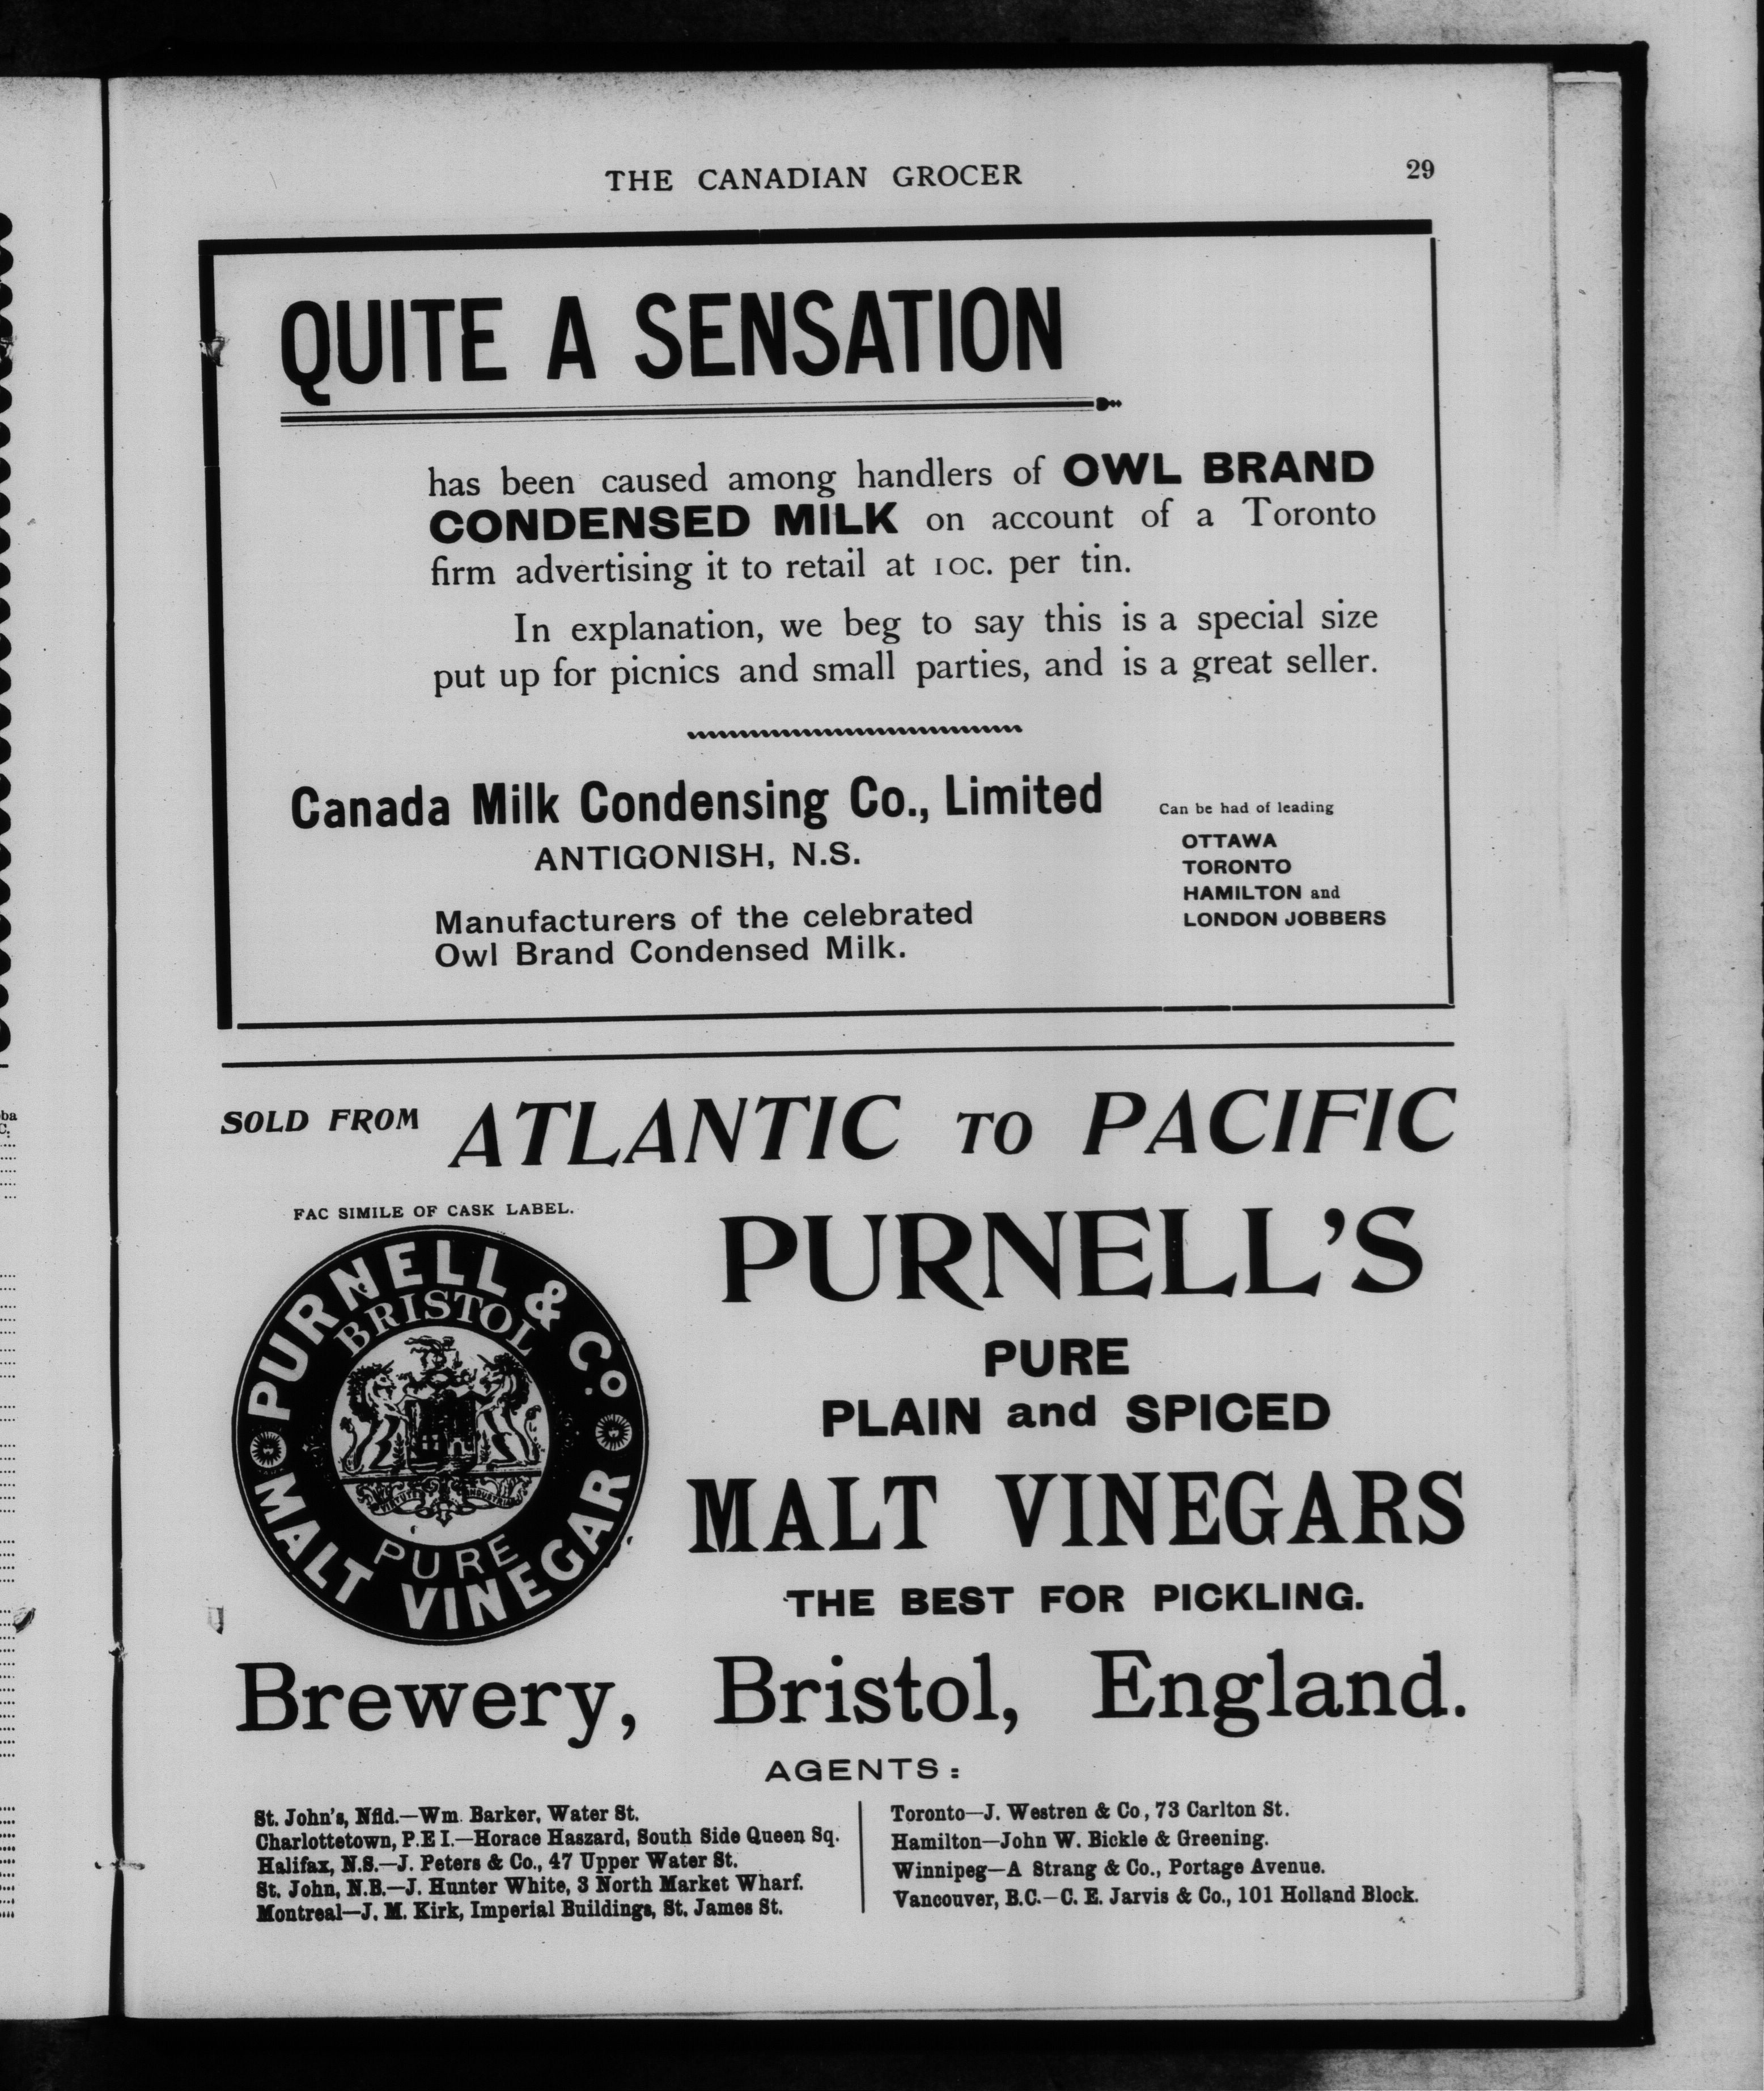 THE CANADIAN GROCER 29
QUITE A SENSATION
has been caused among handlers of OWL BRAND
CONDENSED MILK on account of a Toronto
firm advertising it to retail at 10c. per tin.
In explanation, we beg to say this is a special size
put up for picnics and small parties, and is a great seller.
Canada Milk Condensing Co., Limited
ANTIGONISH, N.S.
Manufacturers of the celebrated
Owl Brand Condensed Milk.
Can be had of leading
OTTAWA
TORONTO
HAMILTON and
LONDON JOBBERS
SOLD FROM ATLANTIC TO PACIFIC
FAC SIMILE OF CASK LABEL.
PURNELL & Co.
BRISTOL
VIRTUTE INDUSTRIA
PURE
MALT VINEGAR
PURNELL'S
PURE
PLAIN and SPICED
MALT VINEGARS
THE BEST FOR PICKLING.
Brewery, Bristol, England.
AGENTS:
St. John's, Nfld.—Wm. Barker, Water St.
Charlottetown, P.E I.—Horace Haszard, South Side Queen Sq.
Halifax, N.S.—J. Peters & Co., 47 Upper Water St.
St. John, N.B.—J. Hunter White, 3 North Market Wharf.
Montreal—J. M. Kirk, Imperial Buildings, St. James St.
Toronto—J. Westren & Co, 73 Carlton St.
Hamilton—John W. Bickle & Greening.
Winnipeg—A Strang & Co., Portage Avenue.
Vancouver, B.C.—C. E. Jarvis & Co., 101 Holland Block.